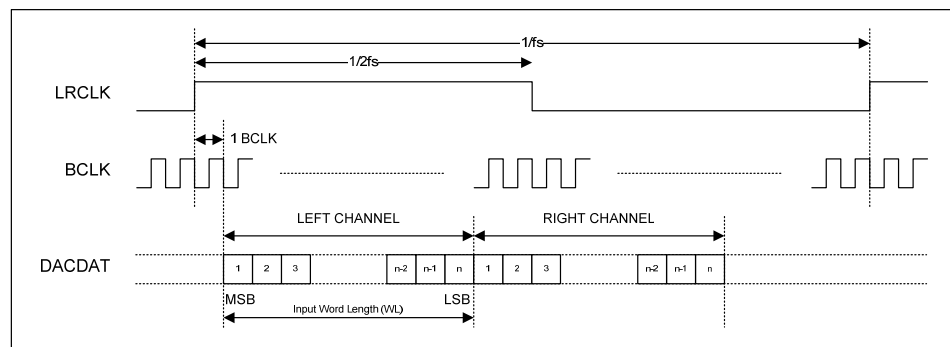 1/fs
1/2fs
LRCLK
1 BCLK
BCLK
LEFT CHANNEL RIGHT CHANNEL
DACDAT
1 2 3 n-2 n-1 n 1 2 3 n-2 n-1 n
MSB LSB
Input Word Length (WL)